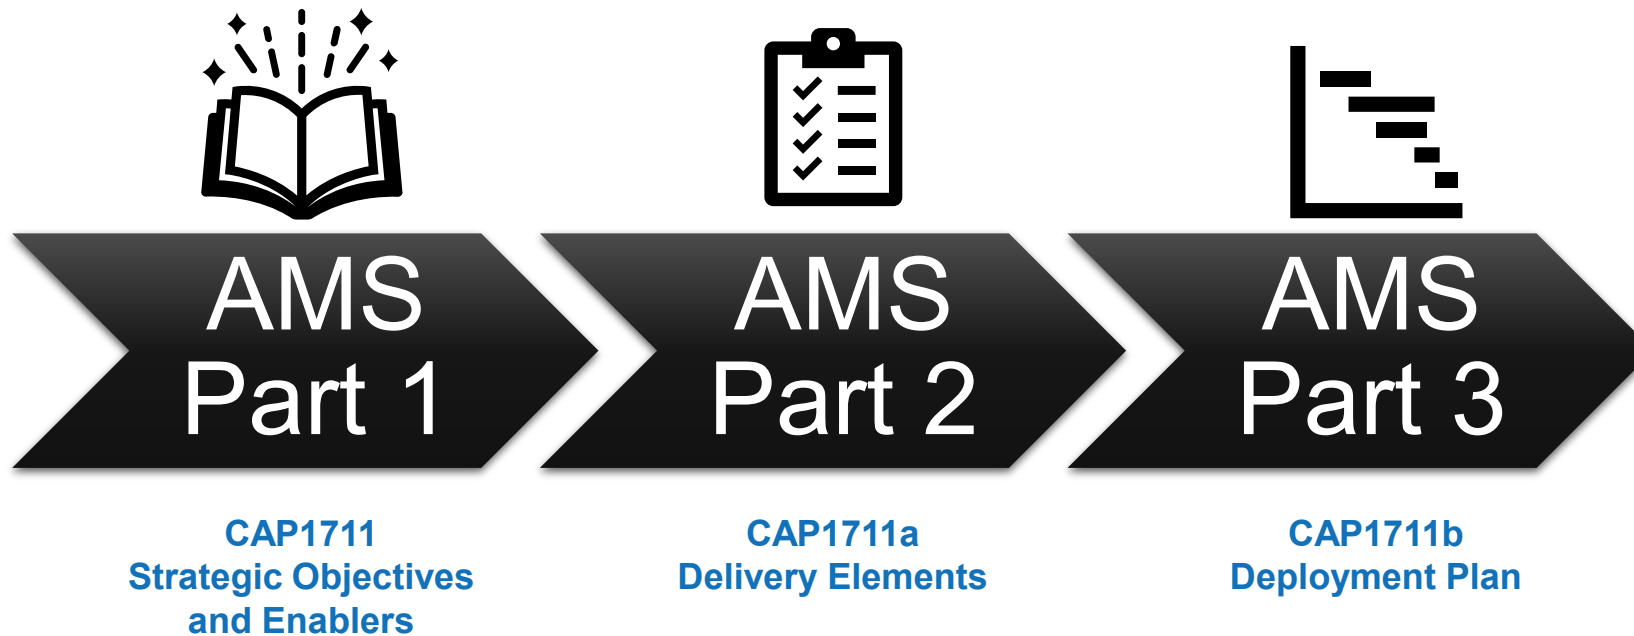 AMS
Part 1
AMS
Part 2
AMS
Part 3
CAP1711
Strategic Objectives
and Enablers
CAP1711a
Delivery Elements
CAP1711b
Deployment Plan